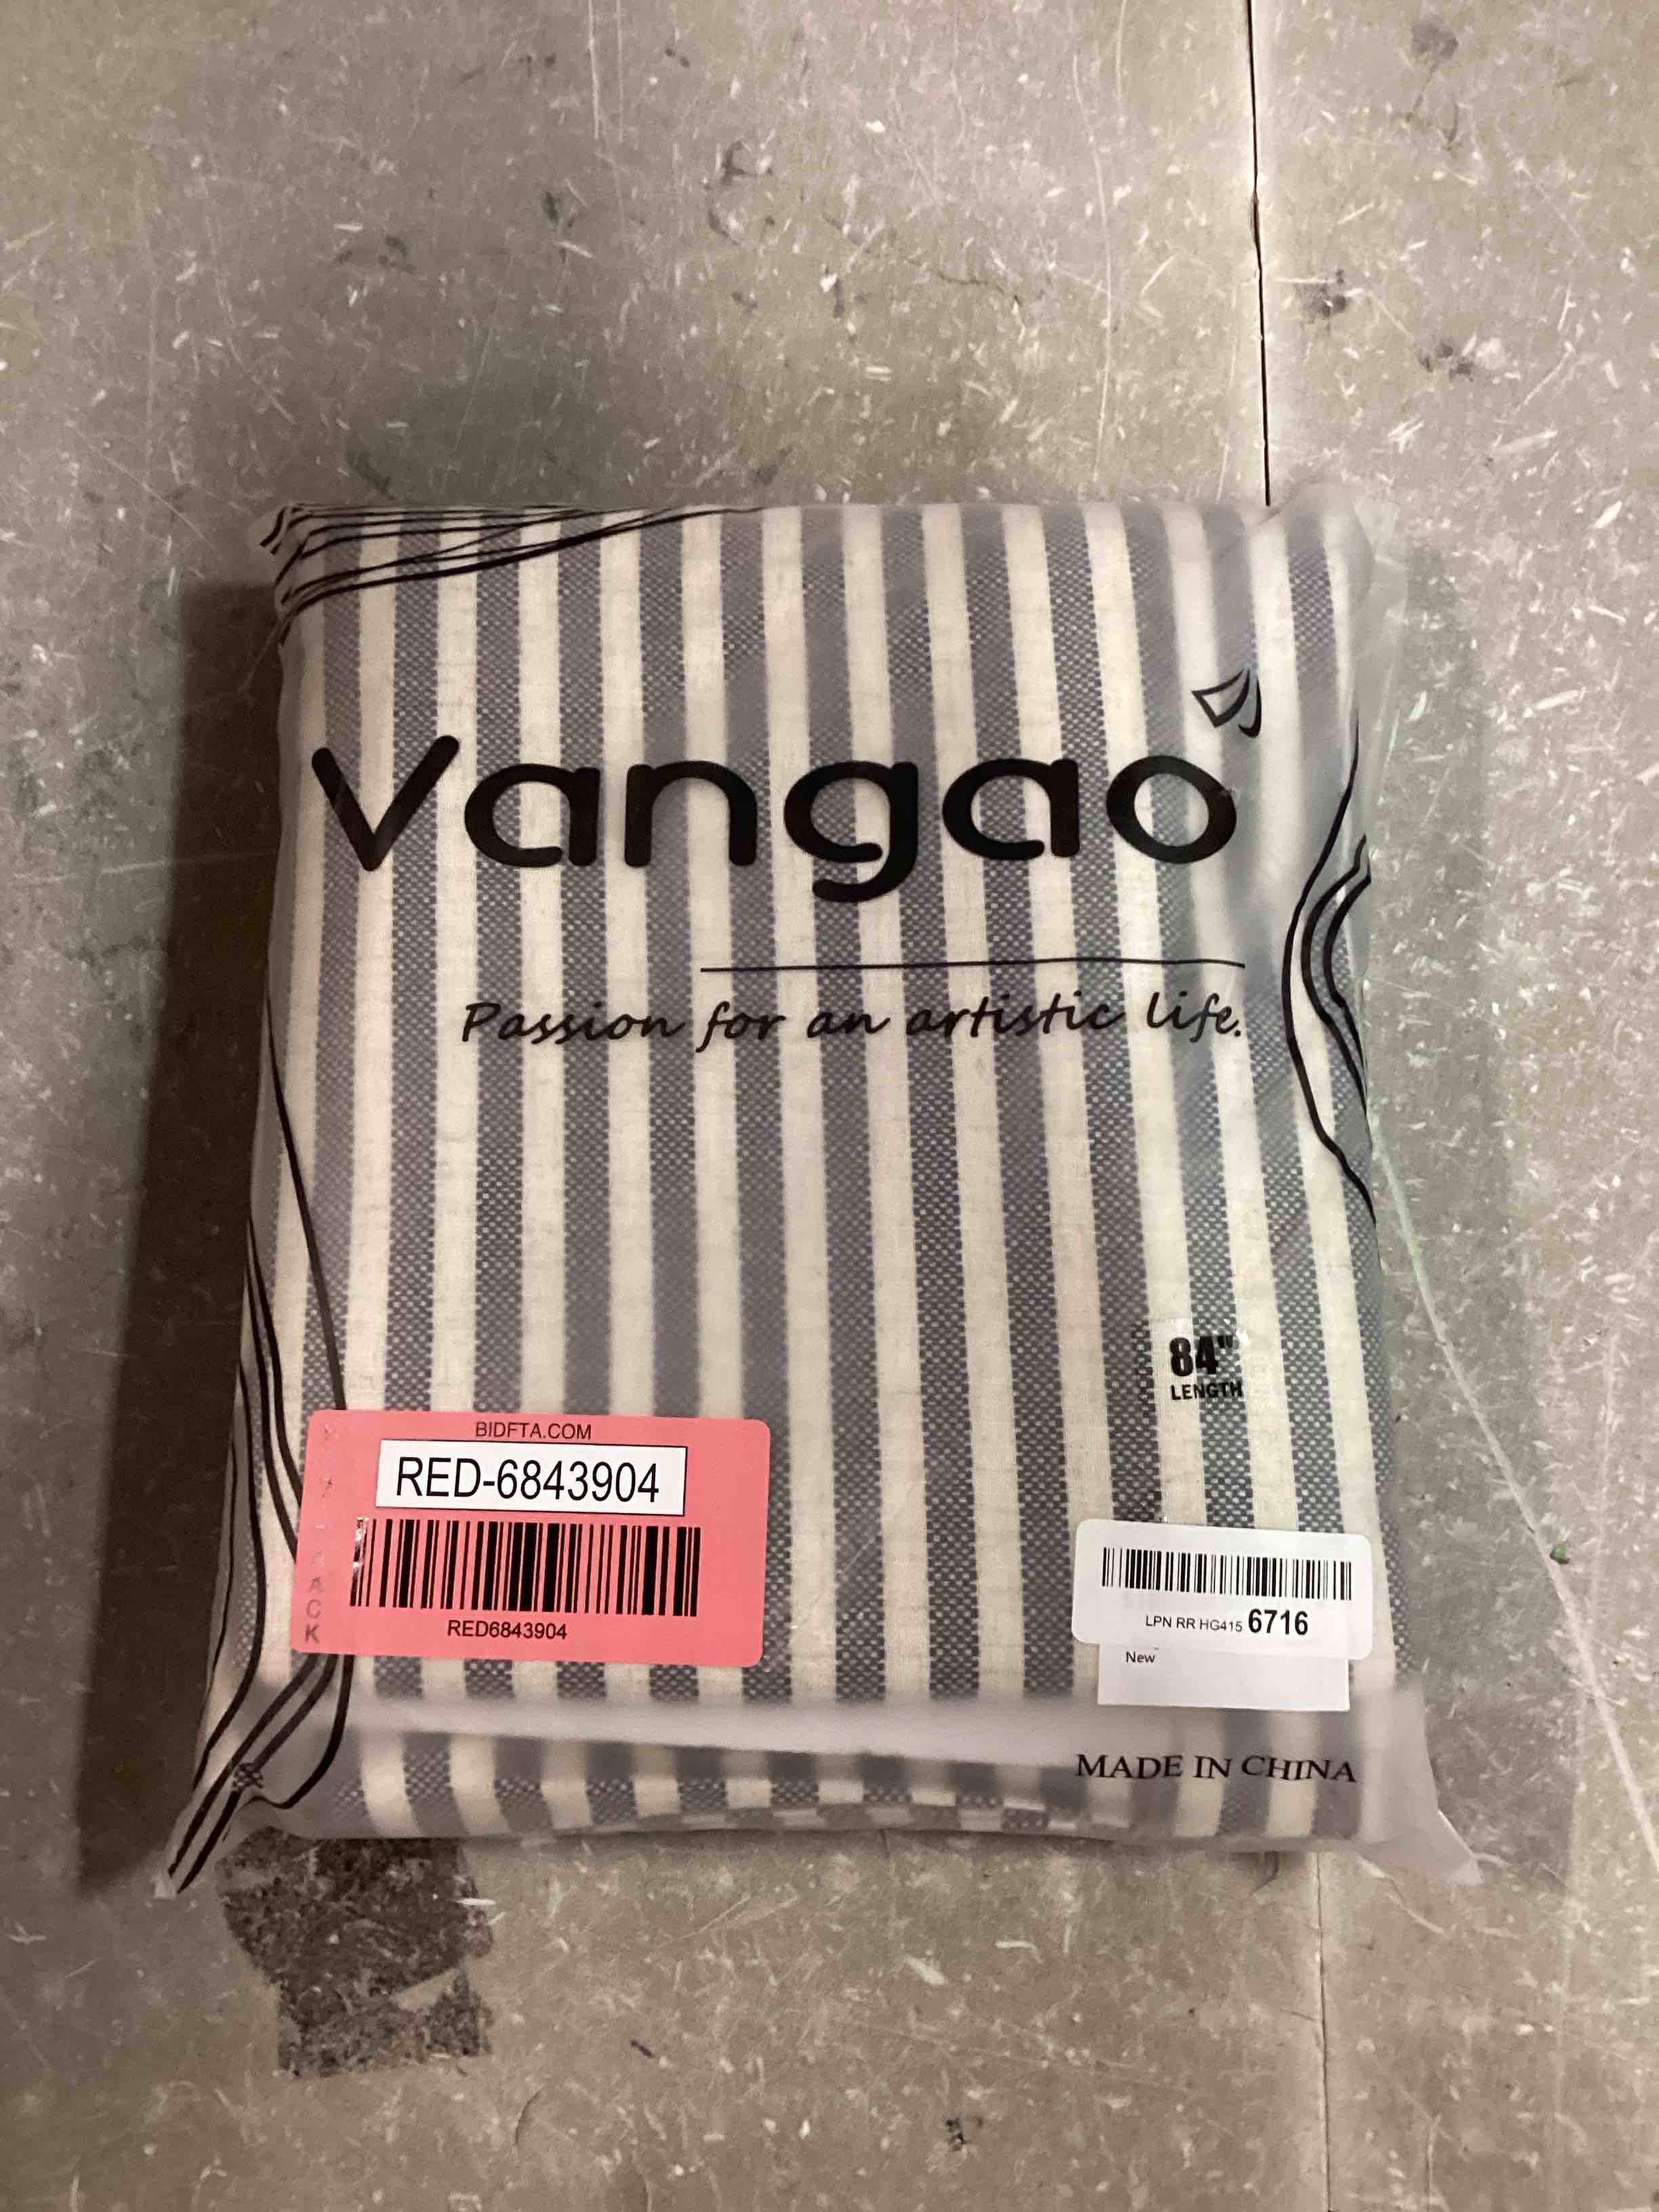 Vangao
Passion for an artistic life.
84"
LENGTH
BIDFTA.COM
RED-6843904
RED6843904
LPN RR HG415 6716
New
MADE IN CHINA